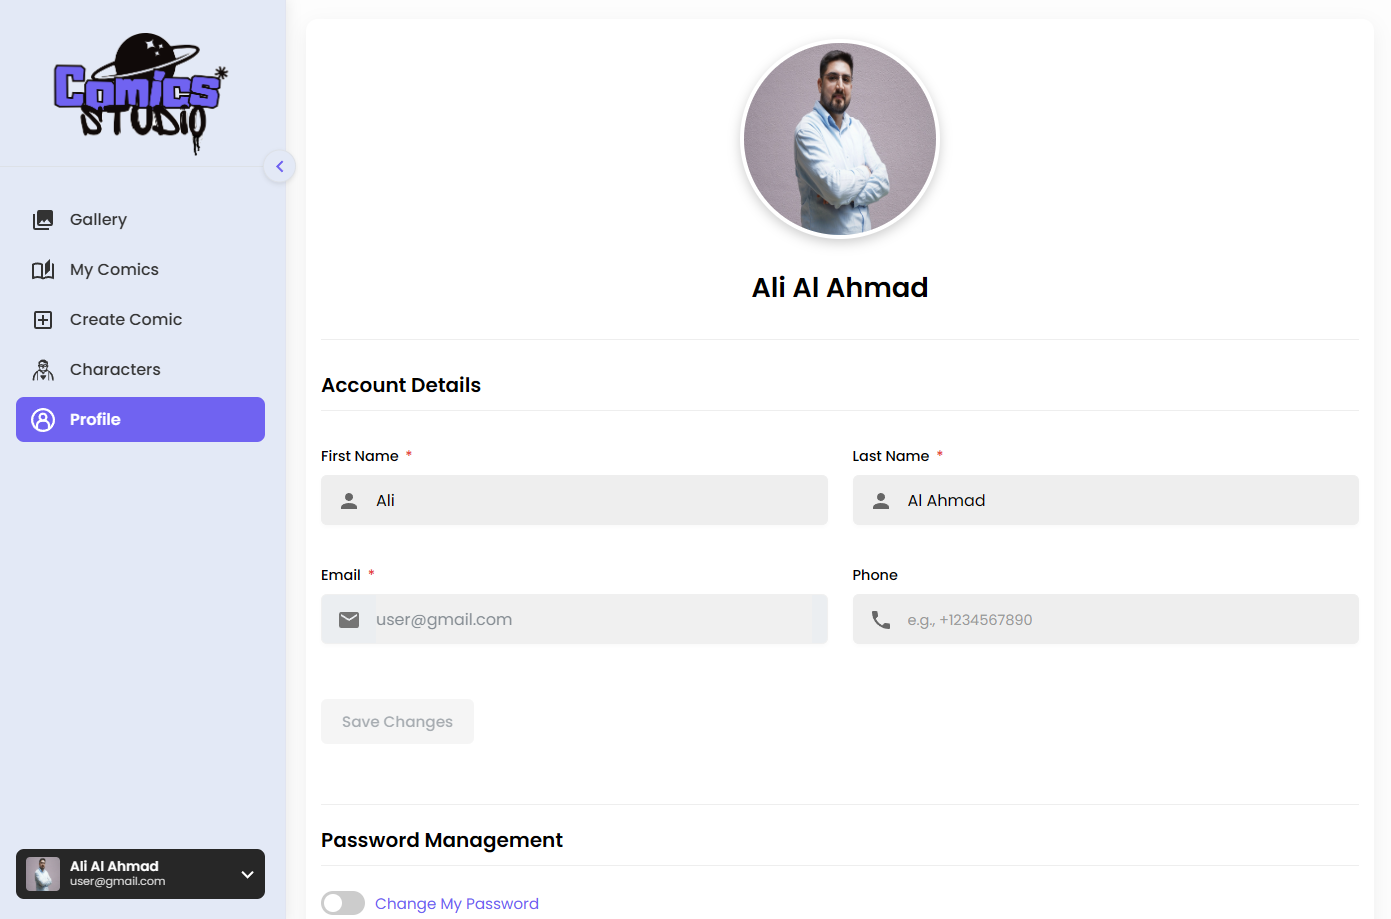 Comics*
STUDIO
Gallery
My Comics
Create Comic
Characters
Profile
Ali Al Ahmad
user@gmail.com
Ali Al Ahmad
Account Details
First Name *
Last Name *
Ali
Al Ahmad
Email *
Phone
user@gmail.com
e.g., +1234567890
Save Changes
Password Management
Change My Password